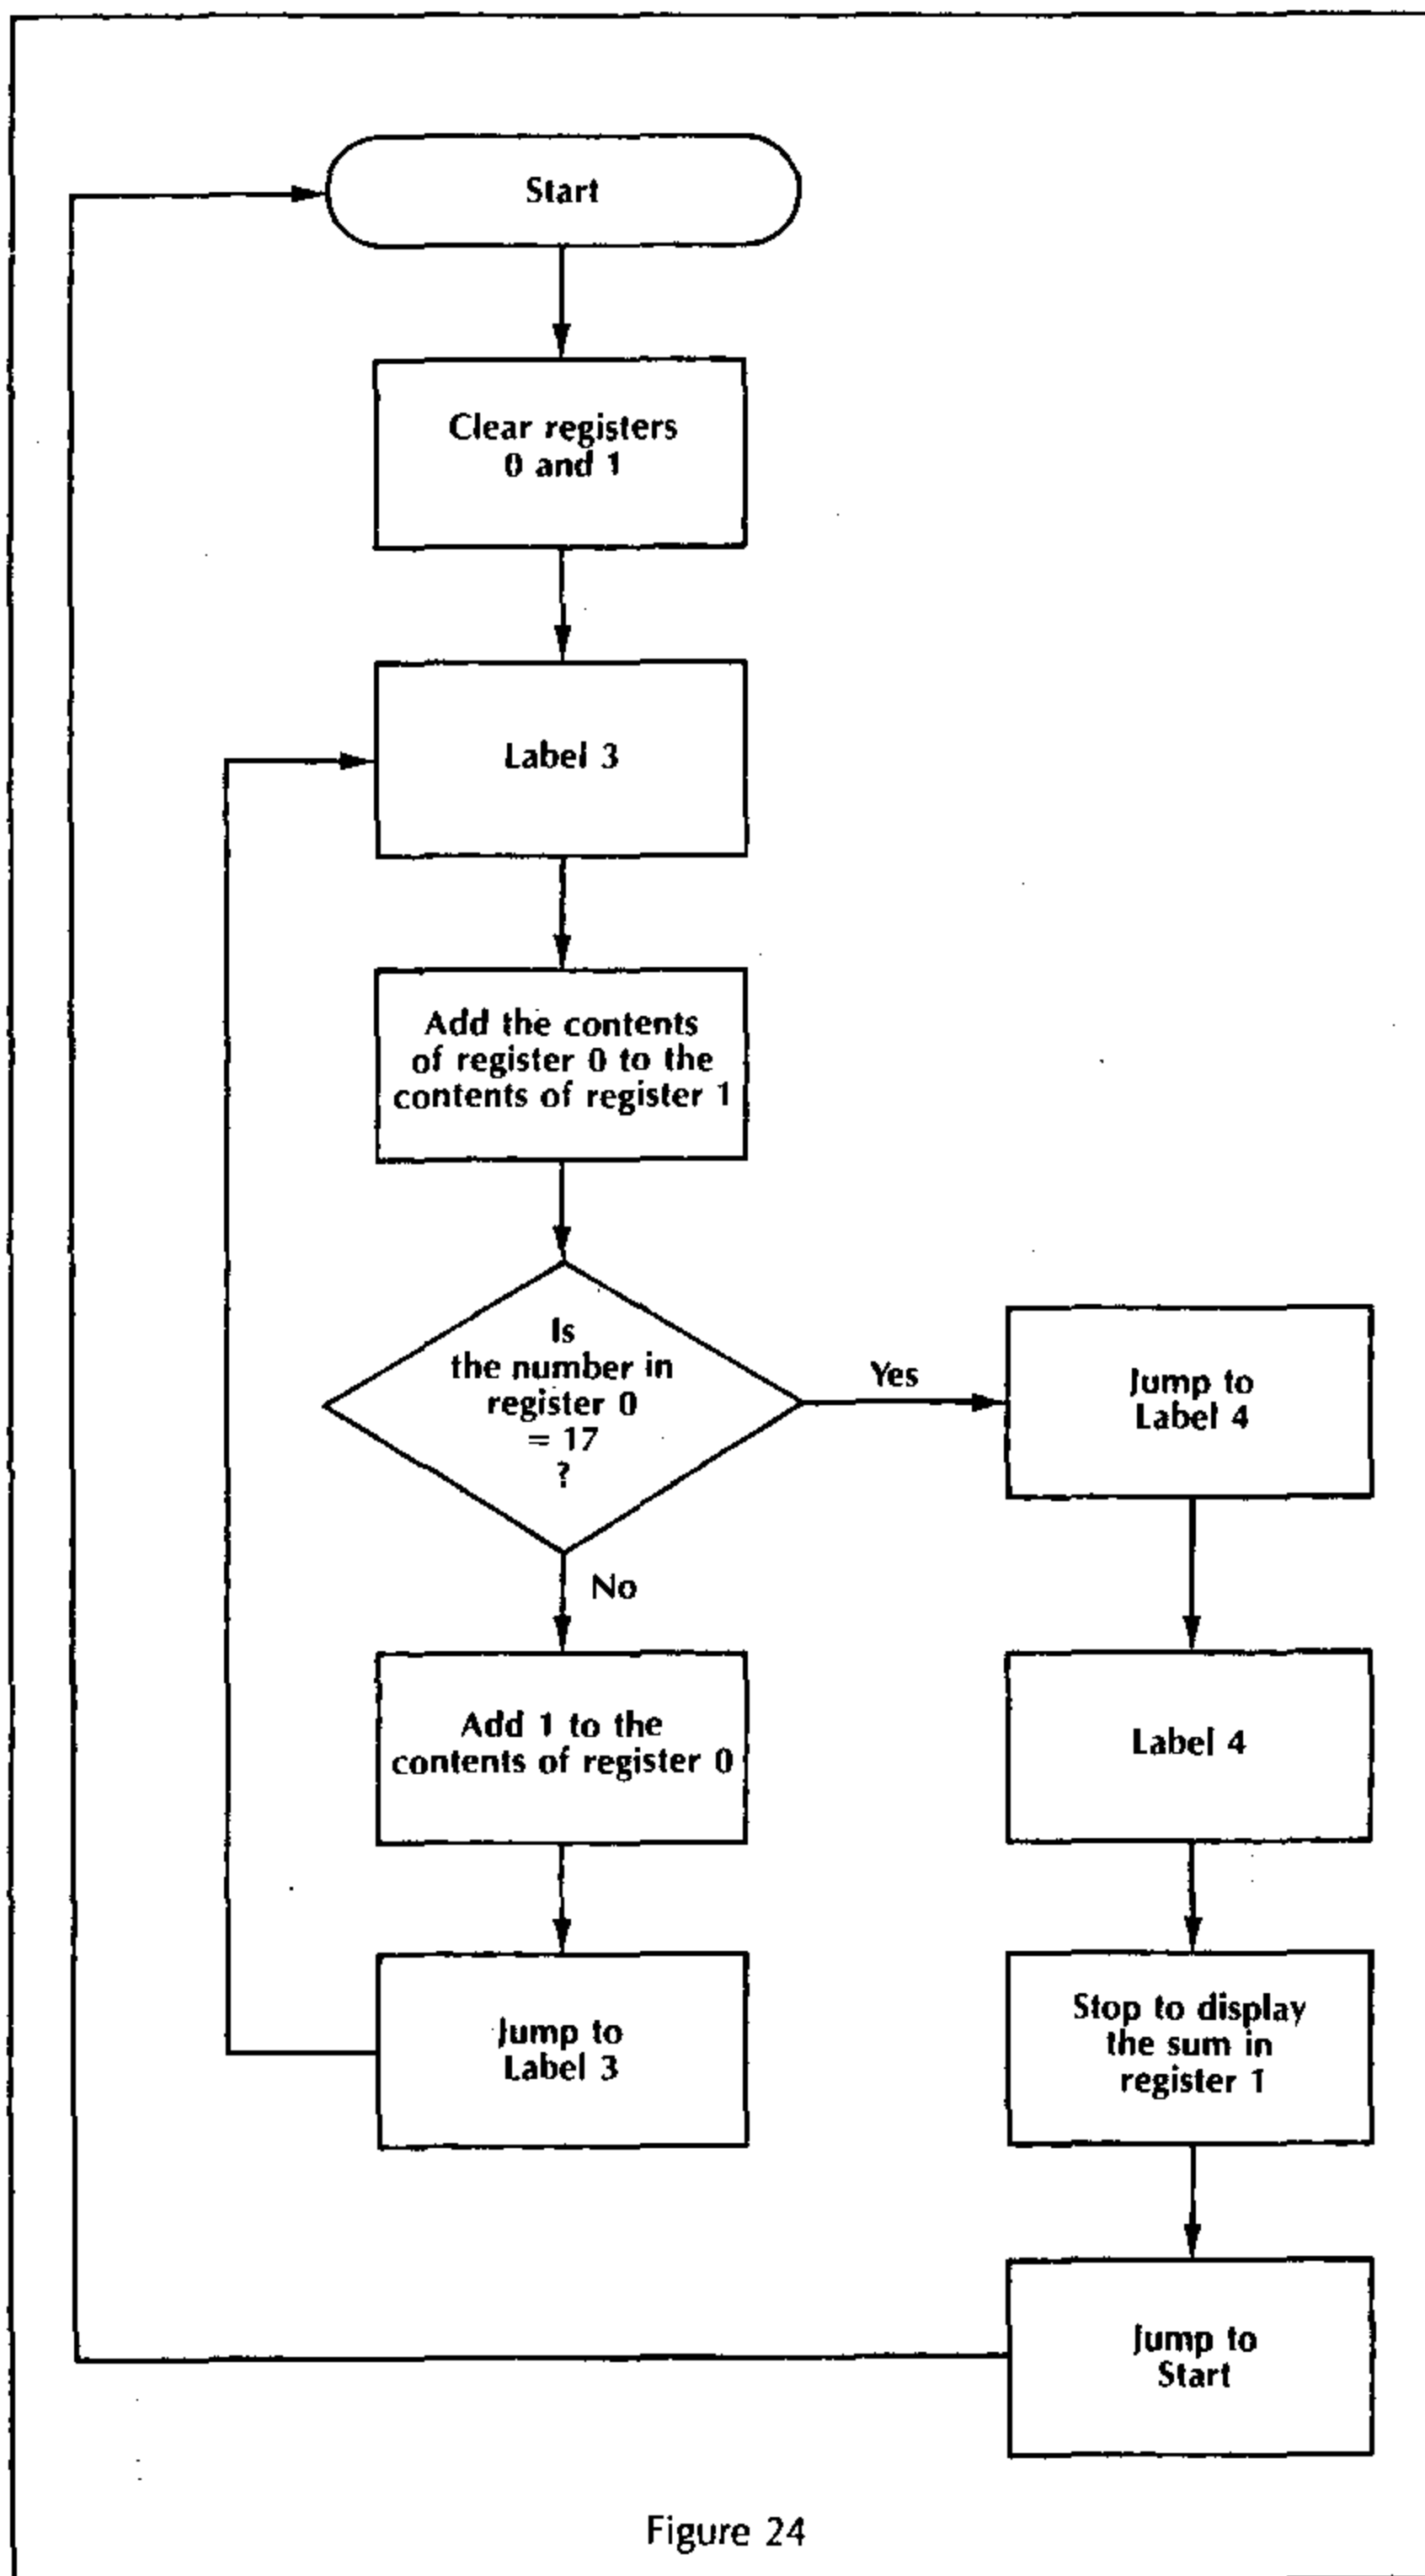 Start
Clear registers
0 and 1
Label 3
Add the contents
of register 0 to the
contents of register 1
Is
the number in
register 0
= 17
?
Yes
Jump to
Label 4
No
Add 1 to the
contents of register 0
Label 4
Jump to
Label 3
Stop to display
the sum in
register 1
Jump to
Start
Figure 24